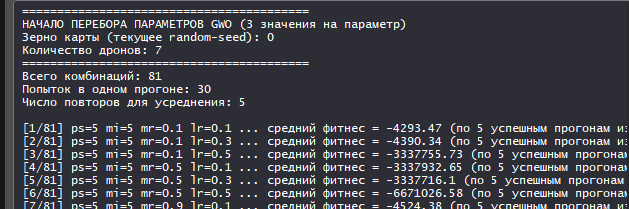 =========================================
НАЧАЛО ПЕРЕБОРА ПАРАМЕТРОВ GWO (3 значения на параметр)
Зерно карты (текущее random-seed): 0
Количество дронов: 7
=========================================
Всего комбинаций: 81
Попыток в одном прогоне: 30
Число повторов для усреднения: 5
[1/81] ps=5 mi=5 mr=0.1 lr=0.1 ... средний фитнес = -4293.47 (по 5 успешным прогонам из
[2/81] ps=5 mi=5 mr=0.1 lr=0.3 ... средний фитнес = -4390.34 (по 5 успешным прогонам из
[3/81] ps=5 mi=5 mr=0.1 lr=0.5 ... средний фитнес = -3337755.73 (по 5 успешным прогонам
[4/81] ps=5 mi=5 mr=0.5 lr=0.1 ... средний фитнес = -3337932.65 (по 5 успешным прогонам
[5/81] ps=5 mi=5 mr=0.5 lr=0.3 ... средний фитнес = -3337716.1 (по 5 успешным прогонам
[6/81] ps=5 mi=5 mr=0.5 lr=0.5 ... средний фитнес = -6671026.58 (по 5 успешным прогонам
[7/81] ps=5 mi=5 mr=0.9 lr=0.1 ... средний фитнес = -4524.38 (по 5 успешным прогонам из